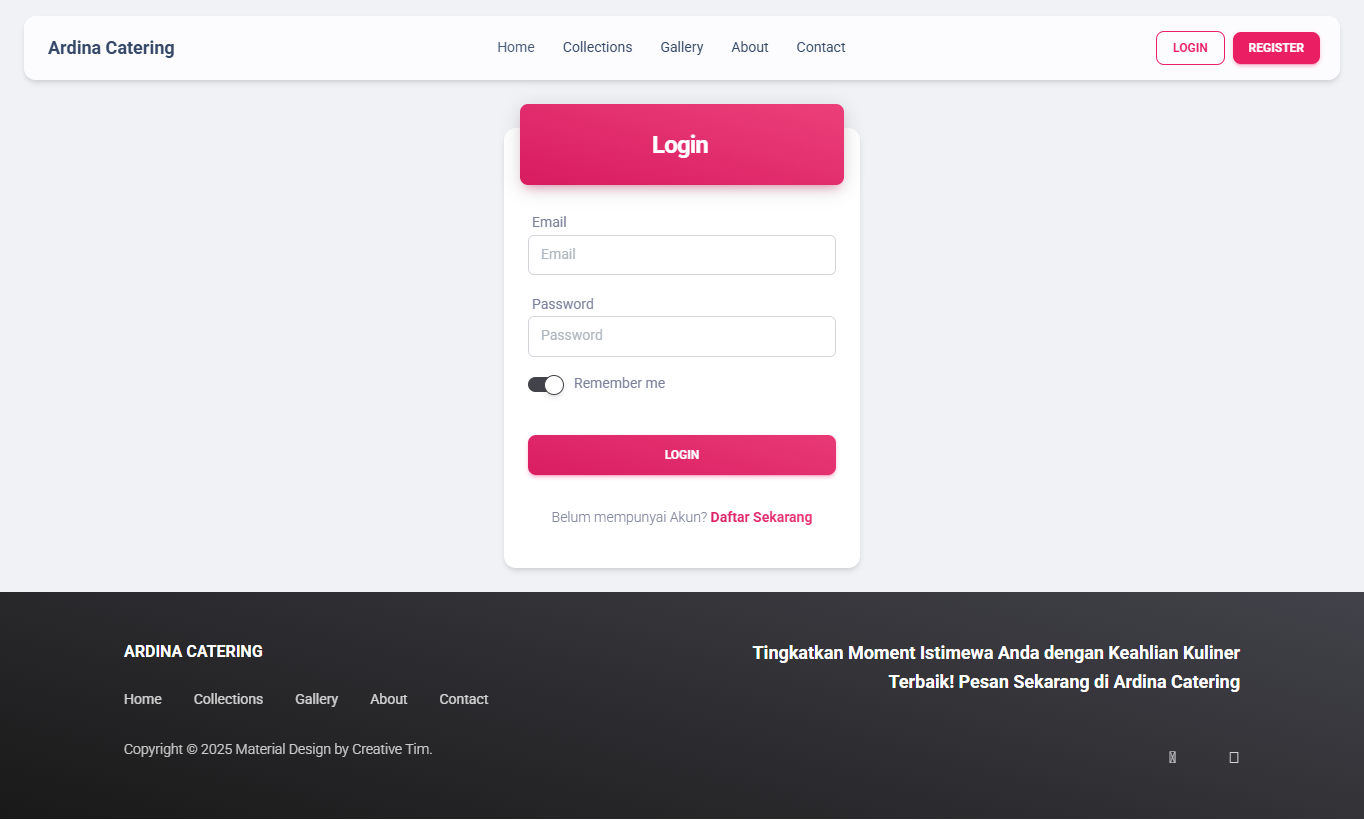 Ardina Catering
Home Collections Gallery About Contact
LOGIN REGISTER
Login
Email
Email
Password
Password
Remember me
LOGIN
Belum mempunyai Akun? Daftar Sekarang
ARDINA CATERING
Home Collections Gallery About Contact
Copyright © 2025 Material Design by Creative Tim.
Tingkatkan Moment Istimewa Anda dengan Keahlian Kuliner
Terbaik! Pesan Sekarang di Ardina Catering